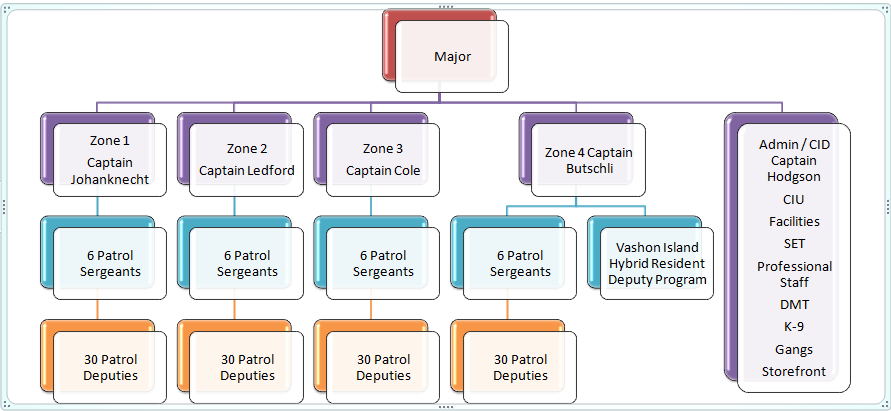 Major
Zone 1
Captain
Johanknecht
Zone 2
Captain Ledford
Zone 3
Captain Cole
Zone 4 Captain
Butschli
Admin / CID
Captain
Hodgson
CIU
Facilities
SET
Professional
Staff
DMT
K-9
Gangs
Storefront
6 Patrol
Sergeants
6 Patrol
Sergeants
6 Patrol
Sergeants
6 Patrol
Sergeants
Vashon Island
Hybrid Resident
Deputy Program
30 Patrol
Deputies
30 Patrol
Deputies
30 Patrol
Deputies
30 Patrol
Deputies